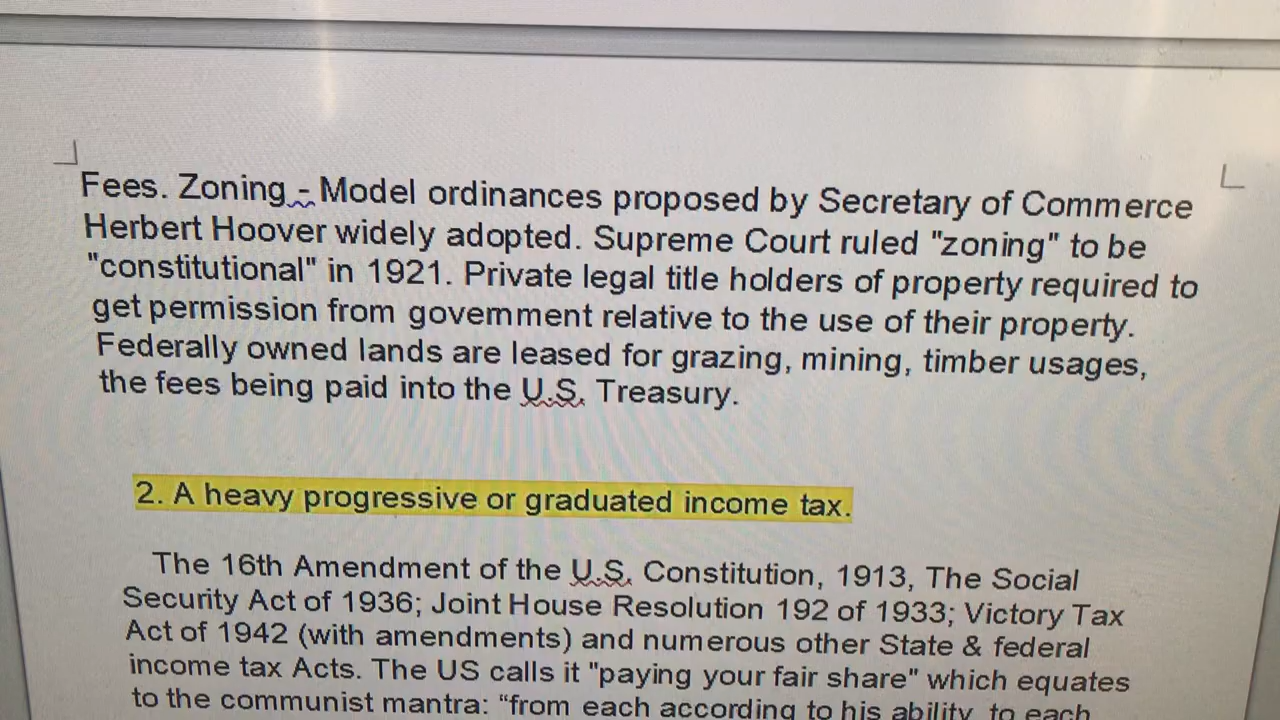 Fees. Zoning - Model ordinances proposed by Secretary of Commerce
Herbert Hoover widely adopted. Supreme Court ruled "zoning" to be
"constitutional" in 1921. Private legal title holders of property required to
get permission from government relative to the use of their property.
Federally owned lands are leased for grazing, mining, timber usages,
the fees being paid into the U.S. Treasury.
2. A heavy progressive or graduated income tax.
The 16th Amendment of the U.S. Constitution, 1913, The Social
Security Act of 1936; Joint House Resolution 192 of 1933; Victory Tax
Act of 1942 (with amendments) and numerous other State & federal
income tax Acts. The US calls it "paying your fair share" which equates
to the communist mantra: “from each according to his ability, to each